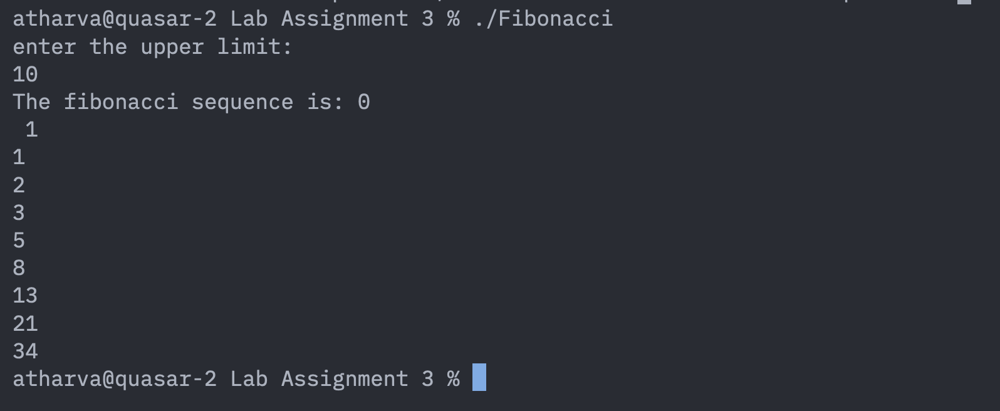 atharva@quasar-2 Lab Assignment 3 % ./Fibonacci
enter the upper limit:
10
The fibonacci sequence is: 0
 1
1
2
3
5
8
13
21
34
atharva@quasar-2 Lab Assignment 3 %